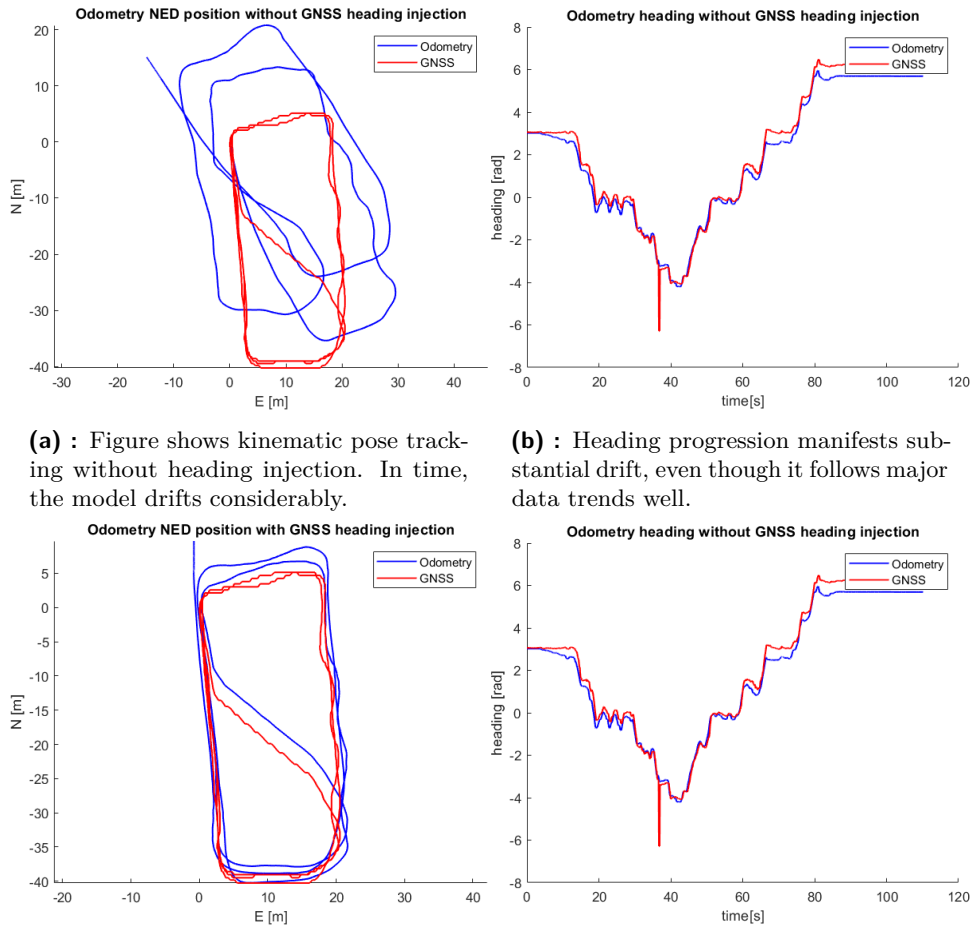 Odometry NED position without GNSS heading injection
Odometry
GNSS
20
10
0
-10
-20
-30
-40
N [m]
-30 -20 -10 0 10 20 30 40
E [m]
Odometry heading without GNSS heading injection
Odometry
GNSS
8
6
4
2
0
-2
-4
-6
-8
heading [rad]
0 20 40 60 80 100 120
time[s]
(a) : Figure shows kinematic pose track-
ing without heading injection. In time,
the model drifts considerably.
(b) : Heading progression manifests sub-
stantial drift, even though it follows major
data trends well.
Odometry NED position with GNSS heading injection
Odometry
GNSS
5
0
-5
-10
-15
-20
-25
-30
-35
-40
N [m]
-20 -10 0 10 20 30 40
E [m]
Odometry heading without GNSS heading injection
Odometry
GNSS
8
6
4
2
0
-2
-4
-6
-8
heading [rad]
0 20 40 60 80 100 120
time[s]